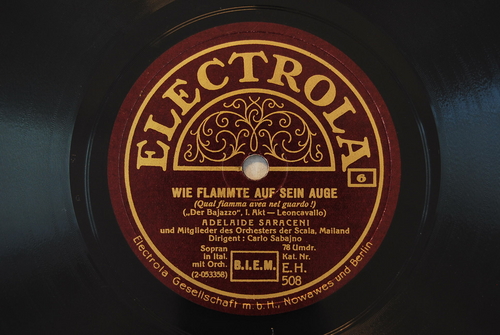 ELECTROLA
6
WIE FLAMMTE AUF SEIN AUGE
(Qual fiamma avéa nel guardo!)
(„Der Bajazzo", I. Akt — Leoncavallo)
ADELAIDE SARACENI
und Mitglieder des Orchesters der Scala, Mailand
Dirigent: Carlo Sabajno
Sopran
in Ital.
mit Orch.
(2-053358)
B.I.E.M.
78 Umdr.
Kat. Nr.
E.H.
508
Electrola Gesellschaft m.b.H., Nowawes und Berlin